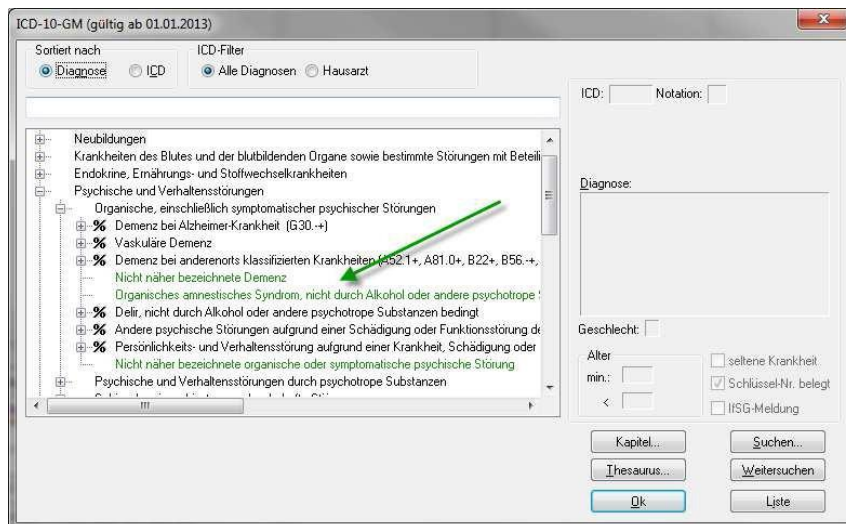 ICD-10-GM (gültig ab 01.01.2013)
Sortiert nach
Diagnose
ICD
ICD-Filter
Alle Diagnosen
Hausarzt
Neubildungen
Krankheiten des Blutes und der blutbildenden Organe sowie bestimmte Störungen mit Beteili
Endokrine, Ernährungs- und Stoffwechselkrankheiten
Psychische und Verhaltensstörungen
Organische, einschließlich symptomatischer psychischer Störungen
% Demenz bei Alzheimer-Krankheit (G30.-+)
% Vaskuläre Demenz
% Demenz bei anderenorts klassifizierten Krankheiten (A52.1+, A81.0+, B22+, B56.-+,
Nicht näher bezeichnete Demenz
Organisches amnestisches Syndrom, nicht durch Alkohol oder andere psychotrope
% Delir, nicht durch Alkohol oder andere psychotrope Substanzen bedingt
% Andere psychische Störungen aufgrund einer Schädigung oder Funktionsstörung de
% Persönlichkeits- und Verhaltensstörung aufgrund einer Krankheit, Schädigung oder
Nicht näher bezeichnete organische oder symptomatische psychische Störung
Psychische und Verhaltensstörungen durch psychotrope Substanzen
ICD:
Notation:
Diagnose:
Geschlecht:
Alter
min.:
<
seltene Krankheit
Schlüssel-Nr. belegt
IfSG-Meldung
Kapitel...
Suchen...
Thesaurus...
Weitersuchen
Ok
Liste